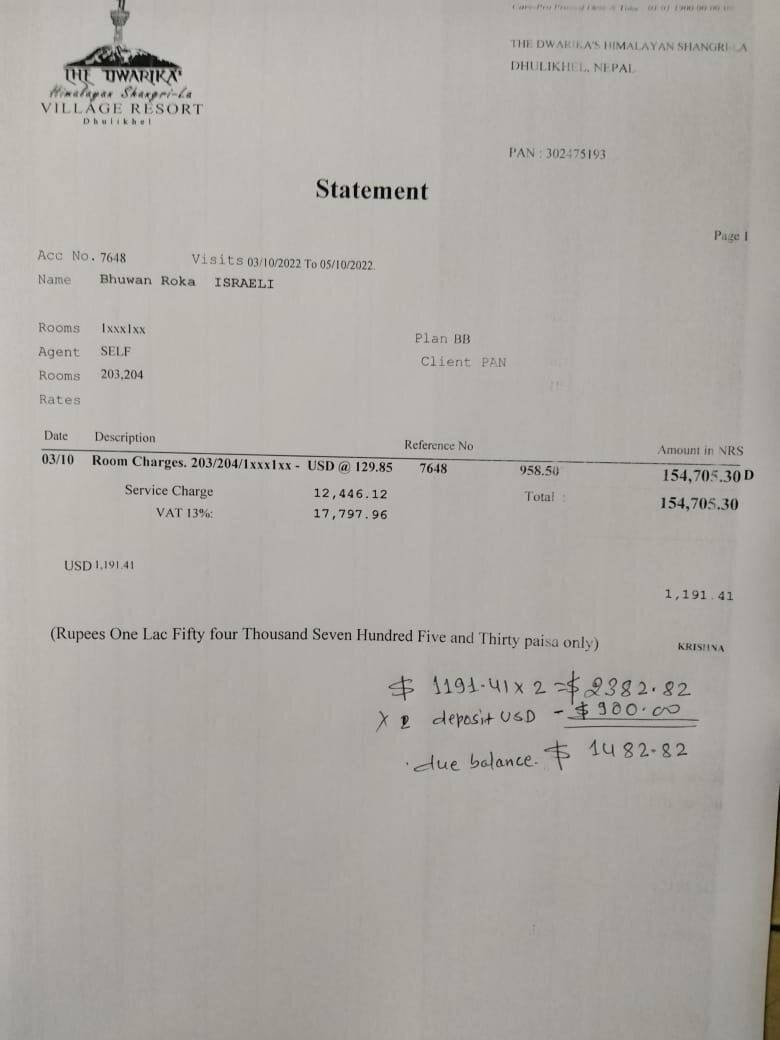 THE DWARIKA'S
Himalayan Shangri-La
VILLAGE RESORT
Dhulikhel
THE DWARIKA'S HIMALAYAN SHANGRI-LA
DHULIKHEL, NEPAL
PAN : 302475193
Statement
Page 1
Acc No. 7648 Visits 03/10/2022 To 05/10/2022.
Name Bhuwan Roka ISRAELI
Rooms 1xxx1xx
Plan BB
Agent SELF
Client PAN
Rooms 203,204
Rates
Date Description Reference No Amount in NRS
03/10 Room Charges. 203/204/1xxx1xx - USD @ 129.85 7648 958.50 154,705.30 D
Service Charge 12,446.12 Total : 154,705.30
VAT 13%: 17,797.96
USD 1,191.41
1,191.41
(Rupees One Lac Fifty four Thousand Seven Hundred Five and Thirty paisa only)
KRISHNA
$ 1191.41 x 2 = $ 2382.82
deposit USD - $ 900.00
due balance. $ 1482.82